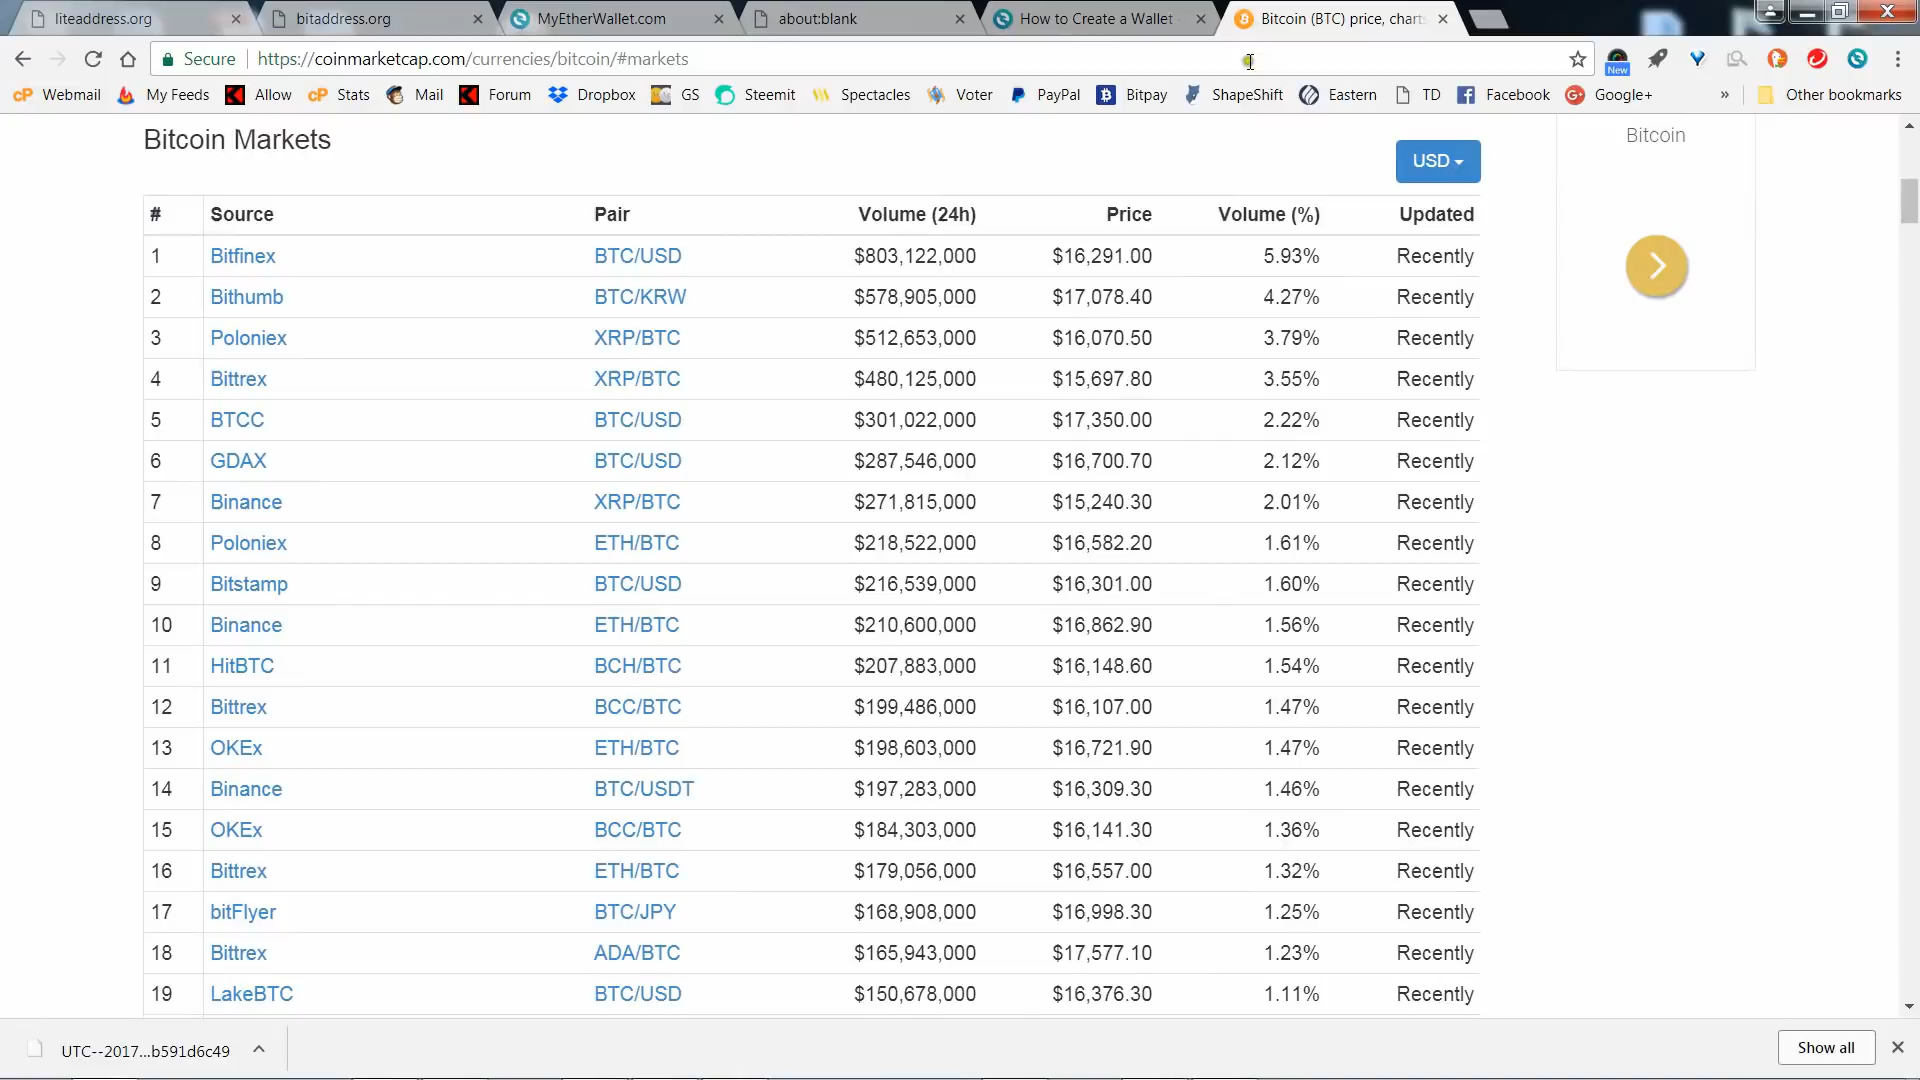 liteaddress.org bitaddress.org MyEtherWallet.com about:blank How to Create a Wallet Bitcoin (BTC) price, charts
Secure https://coinmarketcap.com/currencies/bitcoin/#markets New
cP Webmail My Feeds Allow cP Stats Mail Forum Dropbox GS Steemit Spectacles Voter PayPal Bitpay ShapeShift Eastern TD Facebook G+ Google+ » Other bookmarks
Bitcoin Markets
Bitcoin
USD
# Source Pair Volume (24h) Price Volume (%) Updated
1 Bitfinex BTC/USD $803,122,000 $16,291.00 5.93% Recently
2 Bithumb BTC/KRW $578,905,000 $17,078.40 4.27% Recently
3 Poloniex XRP/BTC $512,653,000 $16,070.50 3.79% Recently
4 Bittrex XRP/BTC $480,125,000 $15,697.80 3.55% Recently
5 BTCC BTC/USD $301,022,000 $17,350.00 2.22% Recently
6 GDAX BTC/USD $287,546,000 $16,700.70 2.12% Recently
7 Binance XRP/BTC $271,815,000 $15,240.30 2.01% Recently
8 Poloniex ETH/BTC $218,522,000 $16,582.20 1.61% Recently
9 Bitstamp BTC/USD $216,539,000 $16,301.00 1.60% Recently
10 Binance ETH/BTC $210,600,000 $16,862.90 1.56% Recently
11 HitBTC BCH/BTC $207,883,000 $16,148.60 1.54% Recently
12 Bittrex BCC/BTC $199,486,000 $16,107.00 1.47% Recently
13 OKEx ETH/BTC $198,603,000 $16,721.90 1.47% Recently
14 Binance BTC/USDT $197,283,000 $16,309.30 1.46% Recently
15 OKEx BCC/BTC $184,303,000 $16,141.30 1.36% Recently
16 Bittrex ETH/BTC $179,056,000 $16,557.00 1.32% Recently
17 bitFlyer BTC/JPY $168,908,000 $16,998.30 1.25% Recently
18 Bittrex ADA/BTC $165,943,000 $17,577.10 1.23% Recently
19 LakeBTC BTC/USD $150,678,000 $16,376.30 1.11% Recently
UTC--2017...b591d6c49 Show all